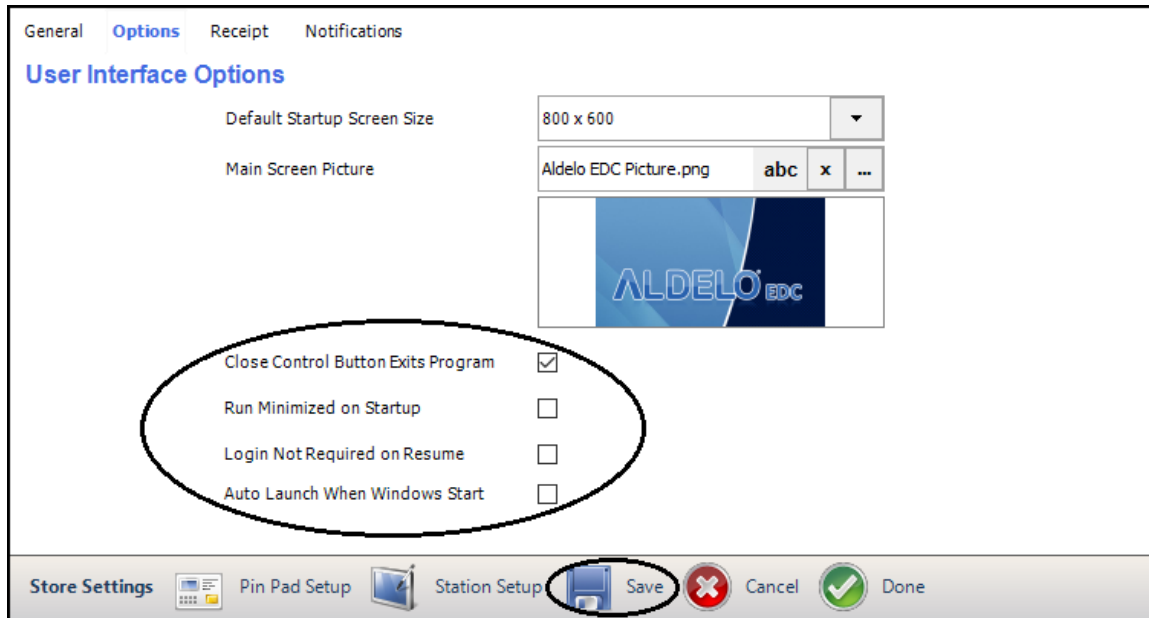 General Options Receipt Notifications
User Interface Options
Default Startup Screen Size 800 x 600
Main Screen Picture Aldelo EDC Picture.png abc x ...
ALDELO EDC
Close Control Button Exits Program
Run Minimized on Startup
Login Not Required on Resume
Auto Launch When Windows Start
Store Settings Pin Pad Setup Station Setup Save Cancel Done